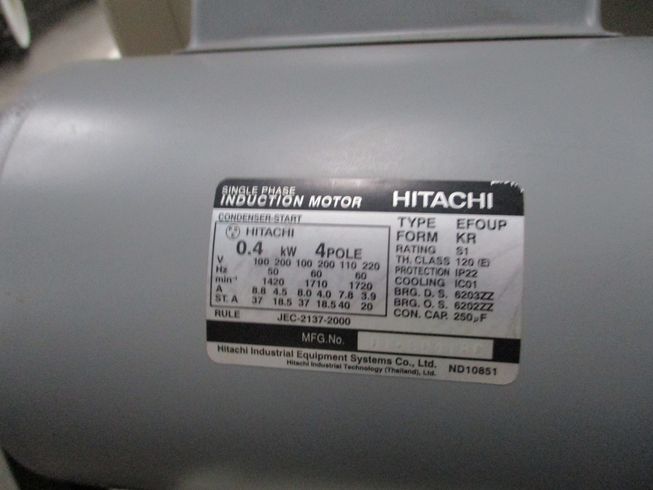 SINGLE PHASE
INDUCTION MOTOR HITACHI
CONDENSER-START
HITACHI
0.4 kW 4POLE
V 100 200 100 200 110 220
Hz 50 60 60
min⁻¹ 1420 1710 1720
A 8.8 4.5 8.0 4.0 7.8 3.9
ST. A 37 18.5 37 18.5 40 20
RULE JEC-2137-2000
TYPE EFOUP
FORM KR
RATING S1
TH. CLASS 120 (E)
PROTECTION IP22
COOLING IC01
BRG. D. S. 6203ZZ
BRG. O. S. 6202ZZ
CON. CAP. 250μF
MFG.No.
Hitachi Industrial Equipment Systems Co., Ltd.
Hitachi Industrial Technology (Thailand), Ltd. ND10851